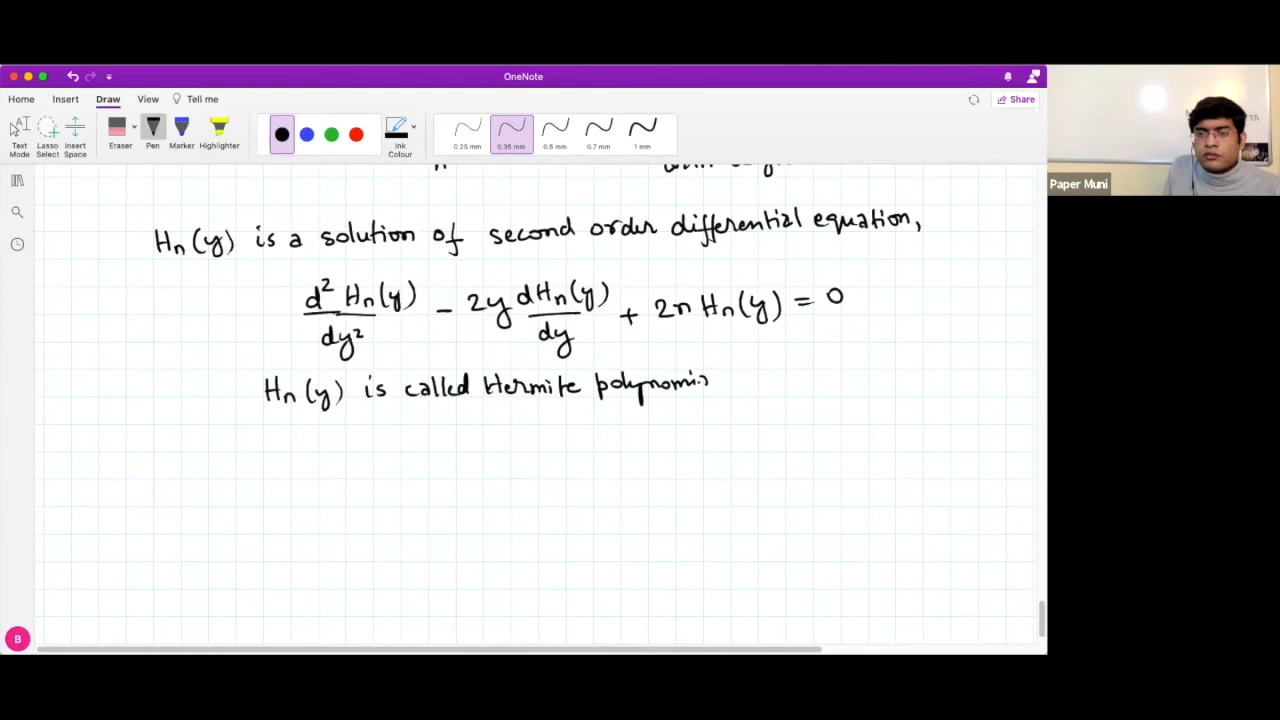 OneNote
Home Insert Draw View Tell me
Share
Text Mode
Lasso Select
Insert Space
Eraser
Pen
Marker
Highlighter
0.25 mm
0.35 mm
0.5 mm
0.7 mm
1 mm
Ink Colour
Paper Muni
Hn(y) is a solution of second order differential equation,
d² Hn(y)/dy² - 2y dHn(y)/dy + 2n Hn(y) = 0
Hn(y) is called Hermite
B